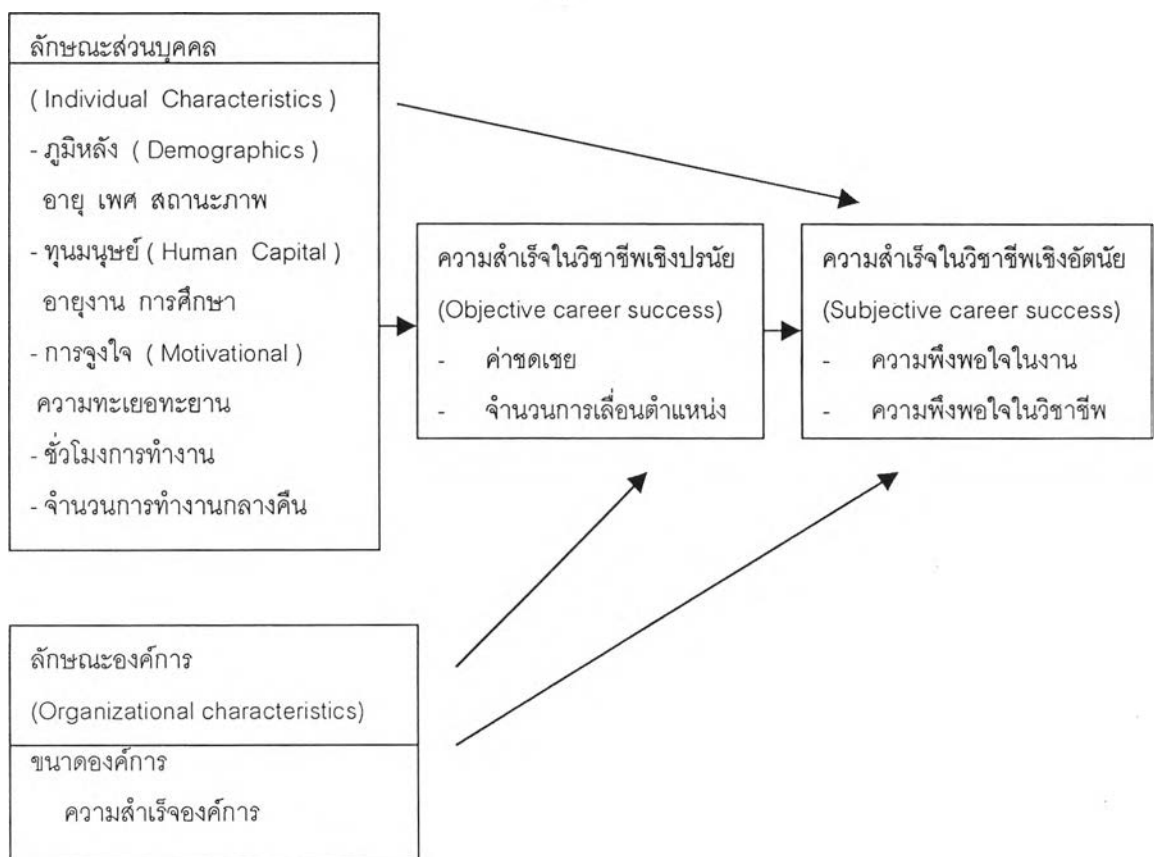 ลักษณะส่วนบุคคล
( Individual Characteristics )
- ภูมิหลัง ( Demographics )
อายุ เพศ สถานะภาพ
- ทุนมนุษย์ ( Human Capital )
อายุงาน การศึกษา
- การจูงใจ ( Motivational )
ความทะเยอทะยาน
- ชั่วโมงการทำงาน
- จำนวนการทำงานกลางคืน
ความสำเร็จในวิชาชีพเชิงปรนัย
(Objective career success)
- ค่าชดเชย
- จำนวนการเลื่อนตำแหน่ง
ความสำเร็จในวิชาชีพเชิงอัตนัย
(Subjective career success)
- ความพึงพอใจในงาน
- ความพึงพอใจในวิชาชีพ
ลักษณะองค์การ
(Organizational characteristics)
ขนาดองค์การ
ความสำเร็จองค์การ